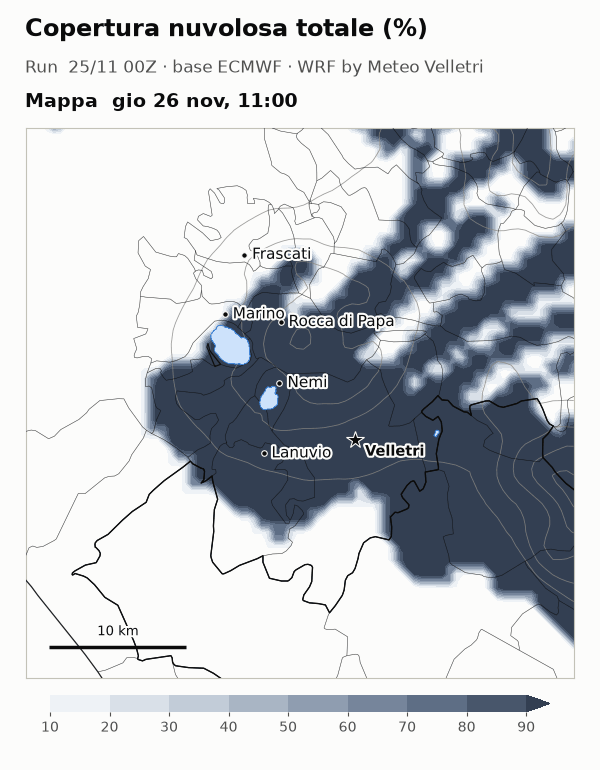 Copertura nuvolosa totale (%)
Run  25/11 00Z · base ECMWF · WRF by Meteo Velletri
Mappa  gio 26 nov, 11:00
Frascati
Marino
Rocca di Papa
Nemi
Velletri
Lanuvio
10 km
10 20 30 40 50 60 70 80 90